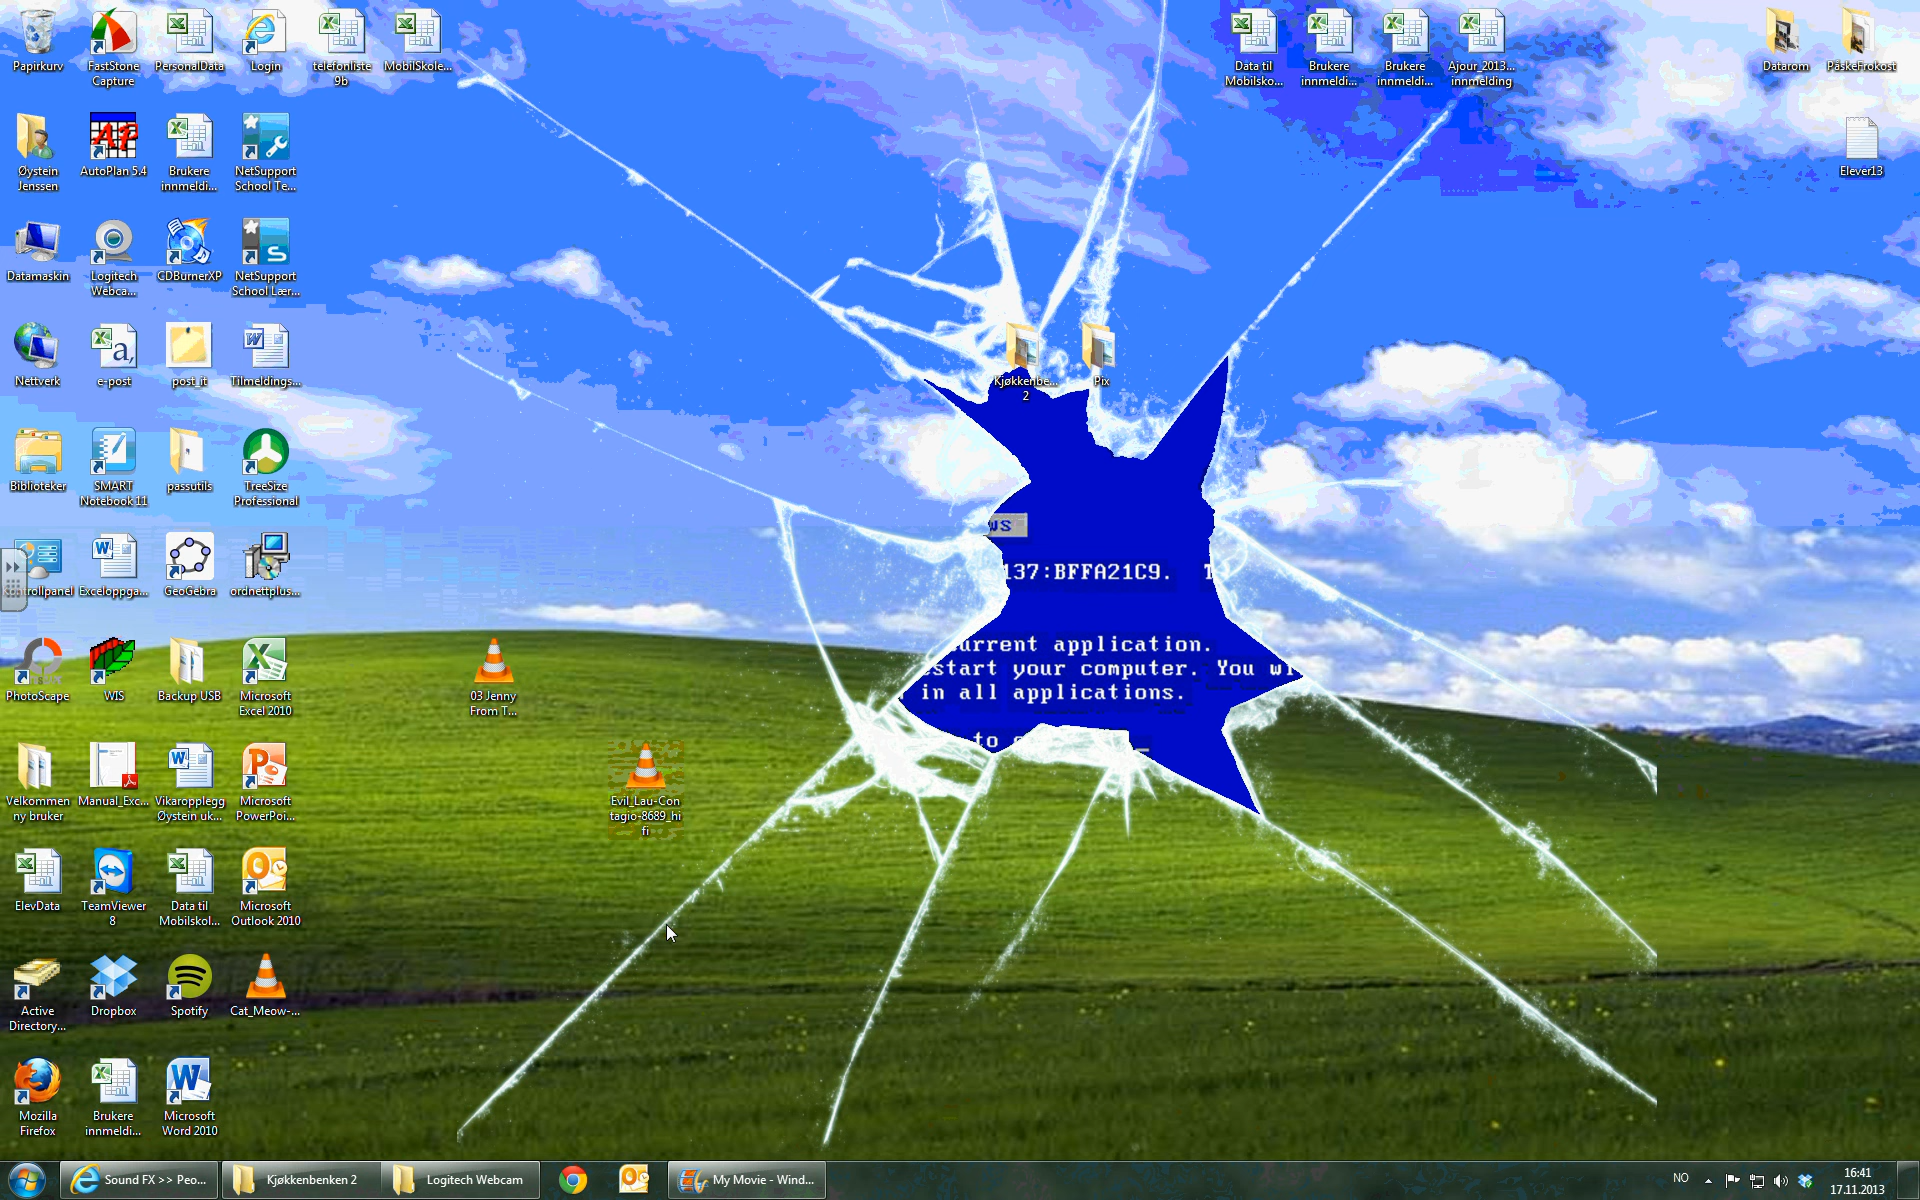 Papirkurv
FastStone
Capture
PersonalData
Login
telefonliste
9b
MobilSkole...
Data til
Mobilsko...
Brukere
innmeldi...
Brukere
innmeldi...
Ajour_2013...
innmelding
Datarom
PåskeFrokost
Øystein
Jenssen
AutoPlan 5.4
Brukere
innmeldi...
NetSupport
School Te...
Elever13
Datamaskin
Logitech
Webca...
CDBurnerXP
NetSupport
School Lær...
Nettverk
e-post
post_it
Tilmeldings...
Kjøkkenbe...
2
Pix
Biblioteker
SMART
Notebook 11
passutils
TreeSize
Professional
ws
137:BFFA21C9.
Kontrollpanel
Exceloppga...
GeoGebra
ordnettplus...
current application.
start your computer. You wi
in all applications.
to
PhotoScape
WIS
Backup USB
Microsoft
Excel 2010
03 Jenny
From T...
Velkommen
ny bruker
Manual_Exc...
Vikaropplegg
Øystein uk...
Microsoft
PowerPoi...
Evil_Lau-Con
tagio-8689_hi
fi
ElevData
TeamViewer
8
Data til
Mobilskol...
Microsoft
Outlook 2010
Active
Directory...
Dropbox
Spotify
Cat_Meow-...
Mozilla
Firefox
Brukere
innmeldi...
Microsoft
Word 2010
Sound FX >> Peo...
Kjøkkenbenken 2
Logitech Webcam
My Movie - Wind...
NO
16:41
17.11.2013